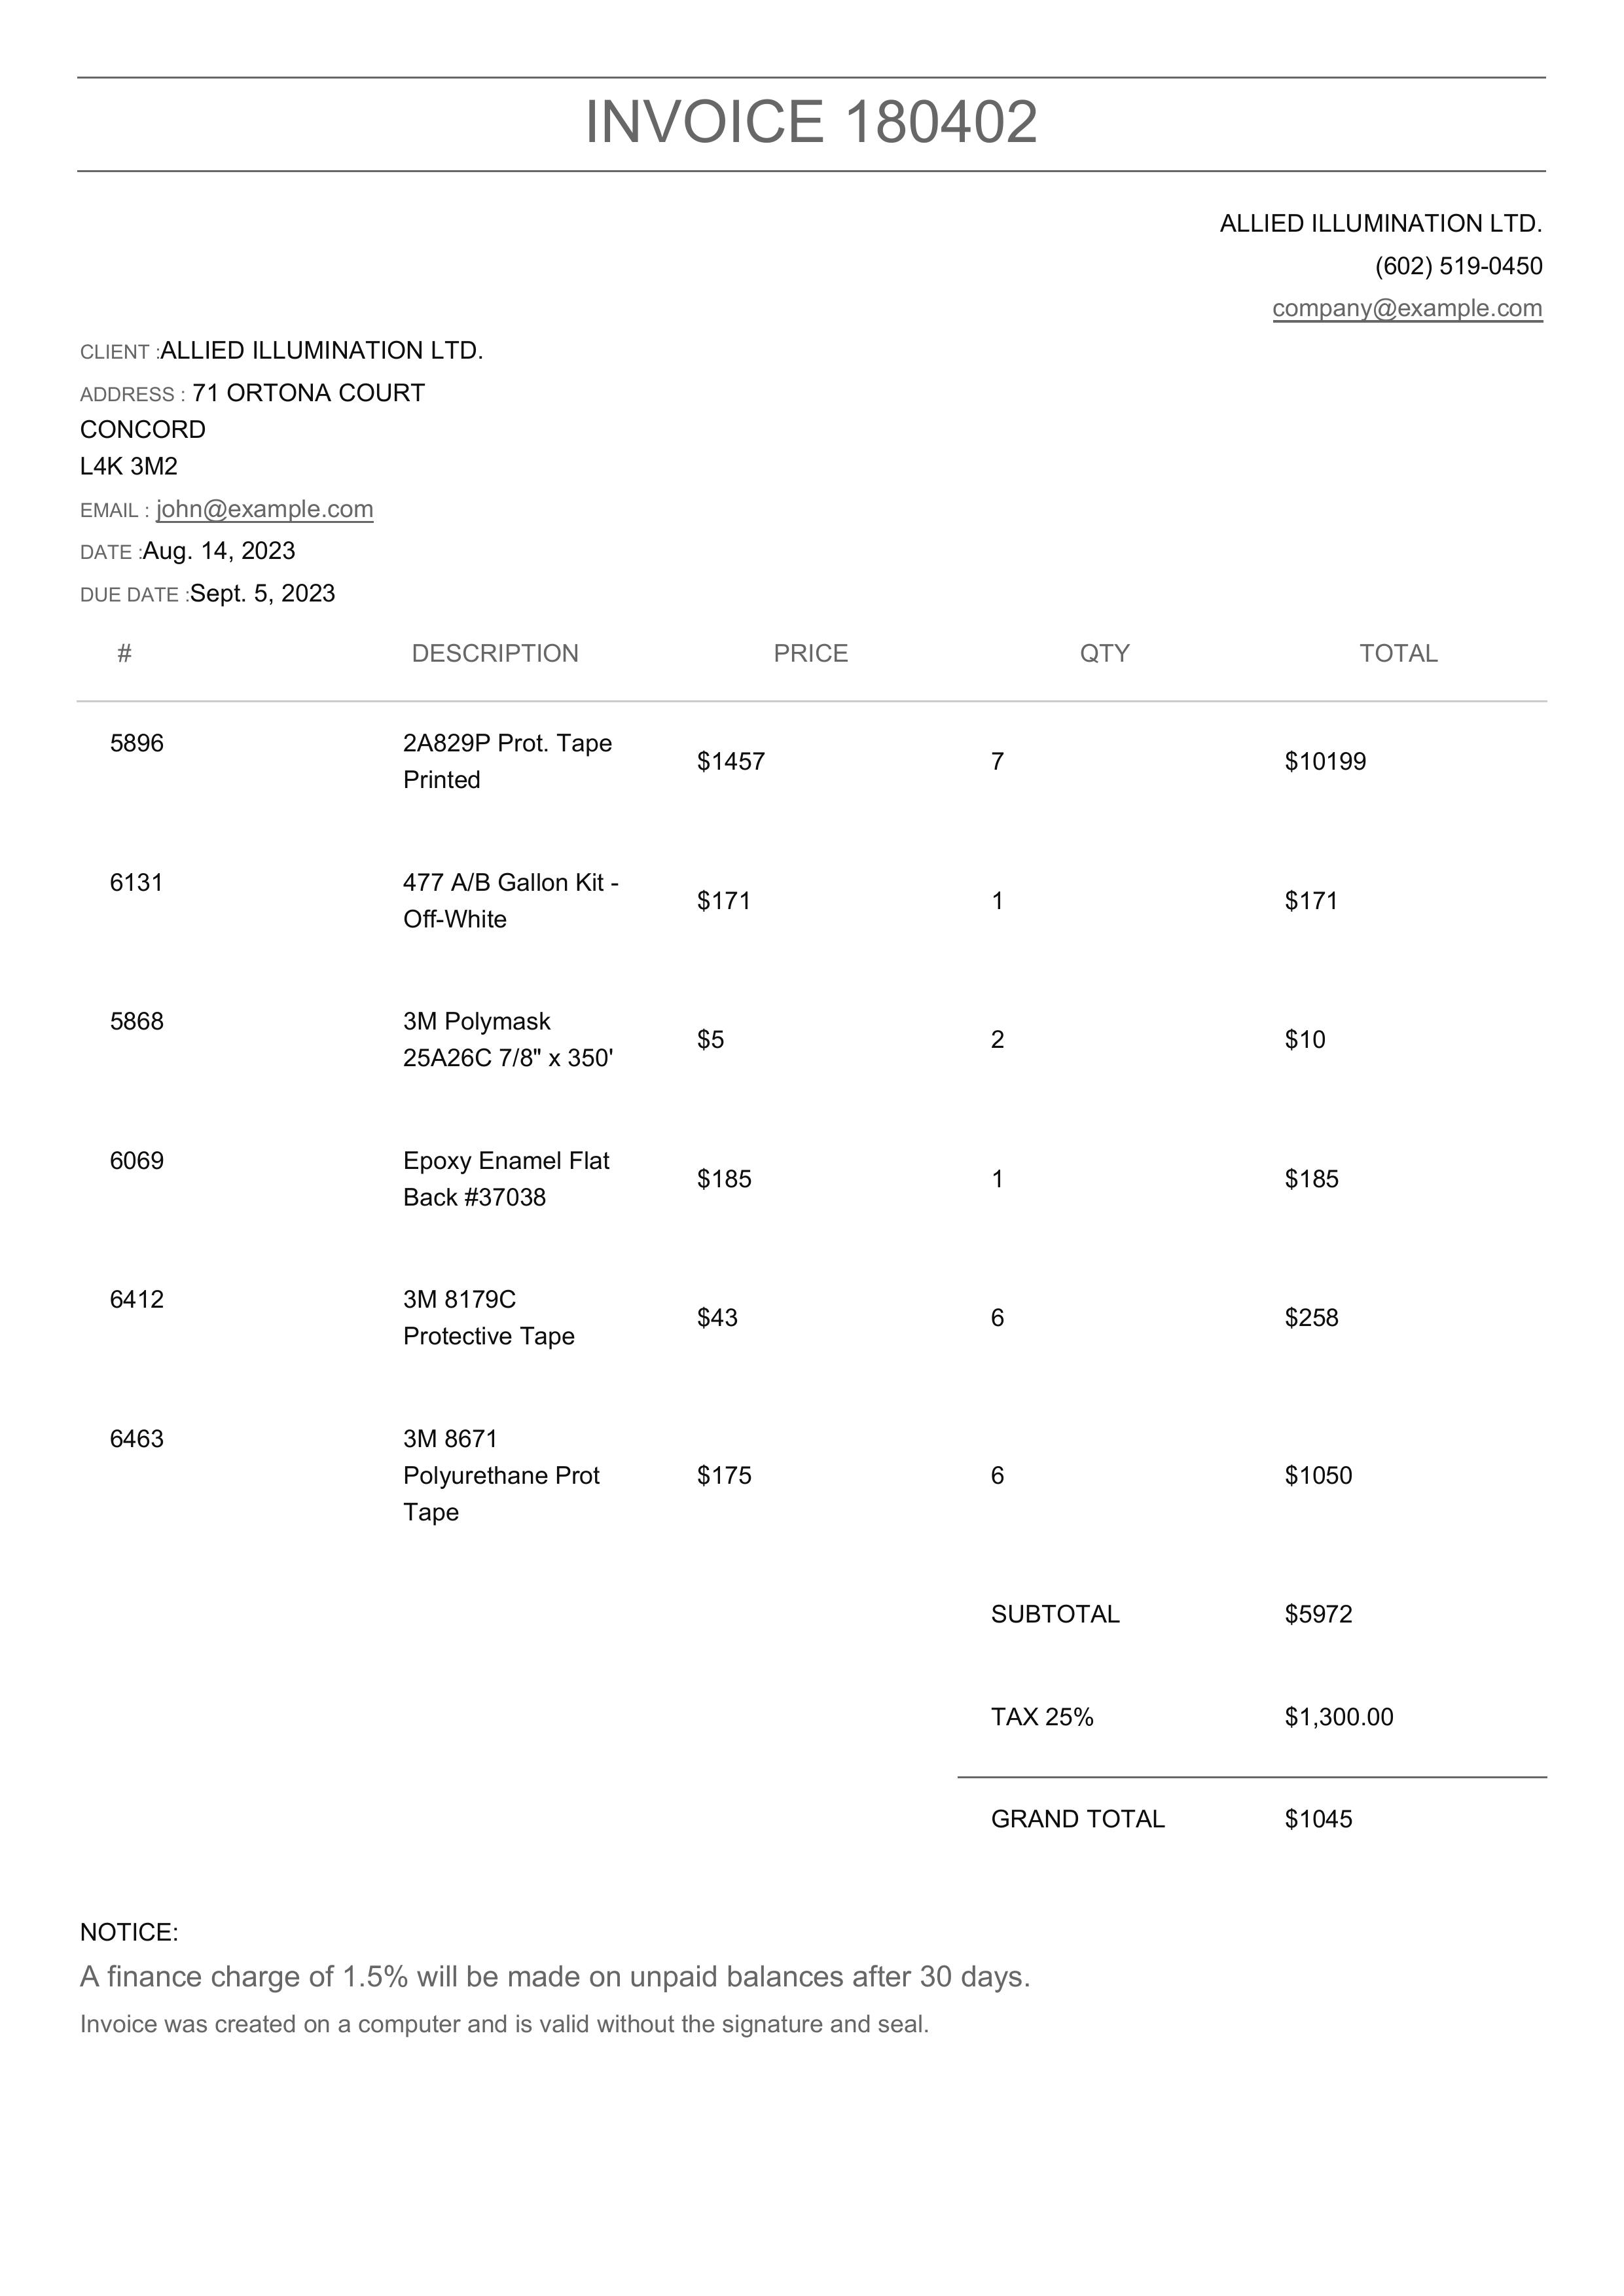 INVOICE 180402
ALLIED ILLUMINATION LTD.
(602) 519-0450
company@example.com
CLIENT :ALLIED ILLUMINATION LTD.
ADDRESS : 71 ORTONA COURT
CONCORD
L4K 3M2
EMAIL : john@example.com
DATE :Aug. 14, 2023
DUE DATE :Sept. 5, 2023
# DESCRIPTION PRICE QTY TOTAL
5896 2A829P Prot. Tape
Printed $1457 7 $10199
6131 477 A/B Gallon Kit -
Off-White $171 1 $171
5868 3M Polymask
25A26C 7/8" x 350' $5 2 $10
6069 Epoxy Enamel Flat
Back #37038 $185 1 $185
6412 3M 8179C
Protective Tape $43 6 $258
6463 3M 8671
Polyurethane Prot $175 6 $1050
Tape
SUBTOTAL $5972
TAX 25% $1,300.00
GRAND TOTAL $1045
NOTICE:
A finance charge of 1.5% will be made on unpaid balances after 30 days.
Invoice was created on a computer and is valid without the signature and seal.